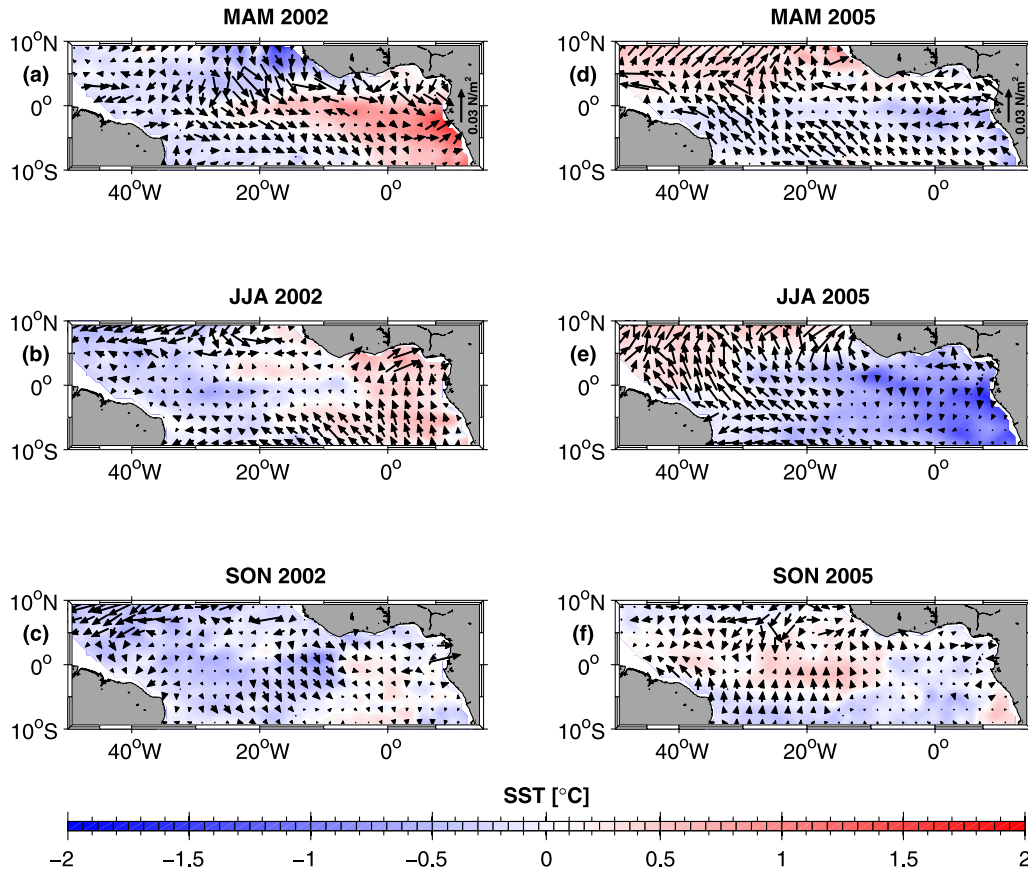 MAM 2002
MAM 2005
10°N
(a)
0°
10°S
40°W
20°W
0°
0.03 N/m²
10°N
(d)
0°
10°S
40°W
20°W
0°
0.03 N/m²
JJA 2002
JJA 2005
10°N
(b)
0°
10°S
40°W
20°W
0°
10°N
(e)
0°
10°S
40°W
20°W
0°
SON 2002
SON 2005
10°N
(c)
0°
10°S
40°W
20°W
0°
10°N
(f)
0°
10°S
40°W
20°W
0°
SST [°C]
−2
−1.5
−1
−0.5
0
0.5
1
1.5
2